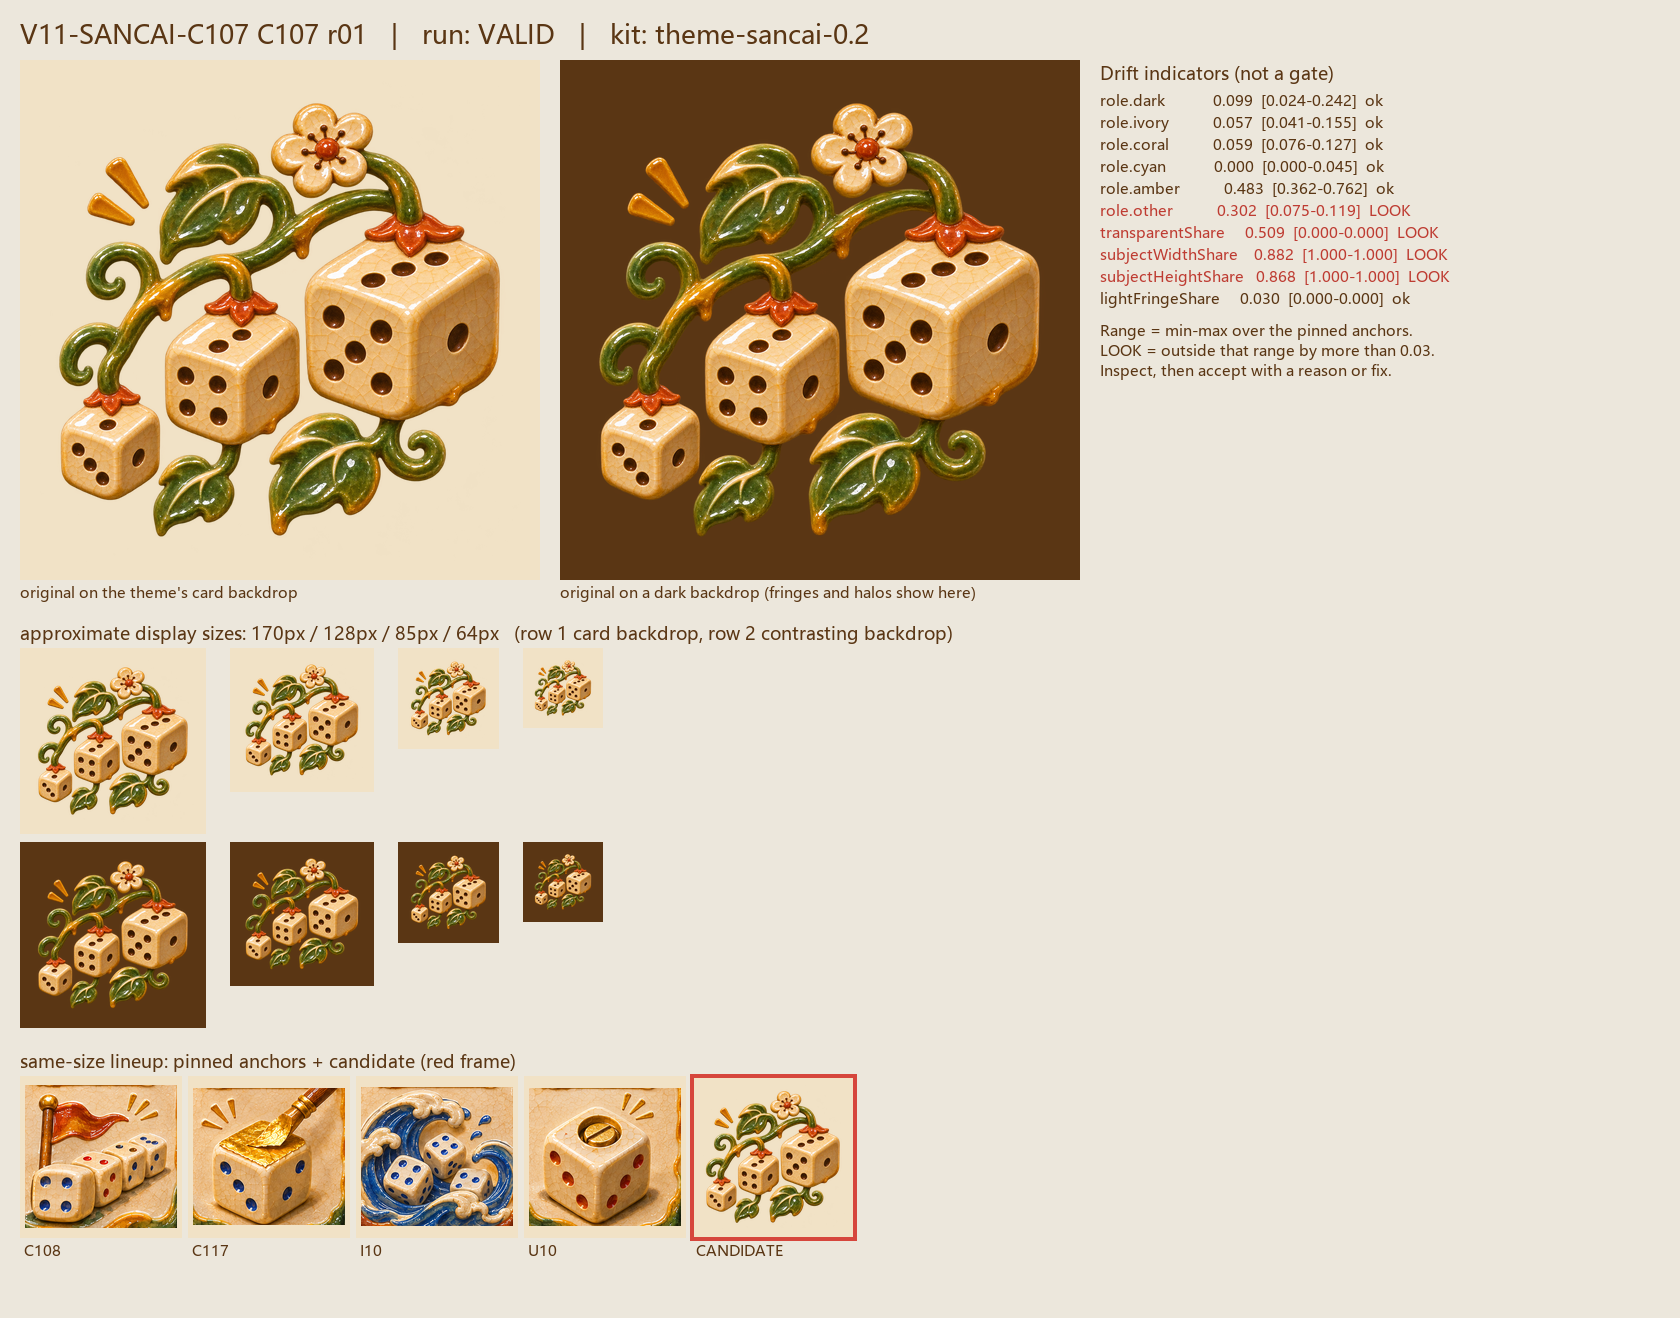 V11-SANCAI-C107 C107 r01 | run: VALID | kit: theme-sancai-0.2
Drift indicators (not a gate)
role.dark 0.099 [0.024-0.242] ok
role.ivory 0.057 [0.041-0.155] ok
role.coral 0.059 [0.076-0.127] ok
role.cyan 0.000 [0.000-0.045] ok
role.amber 0.483 [0.362-0.762] ok
role.other 0.302 [0.075-0.119] LOOK
transparentShare 0.509 [0.000-0.000] LOOK
subjectWidthShare 0.882 [1.000-1.000] LOOK
subjectHeightShare 0.868 [1.000-1.000] LOOK
lightFringeShare 0.030 [0.000-0.000] ok
Range = min-max over the pinned anchors.
LOOK = outside that range by more than 0.03.
Inspect, then accept with a reason or fix.
original on the theme's card backdrop
original on a dark backdrop (fringes and halos show here)
approximate display sizes: 170px / 128px / 85px / 64px (row 1 card backdrop, row 2 contrasting backdrop)
same-size lineup: pinned anchors + candidate (red frame)
C108
C117
I10
U10
CANDIDATE